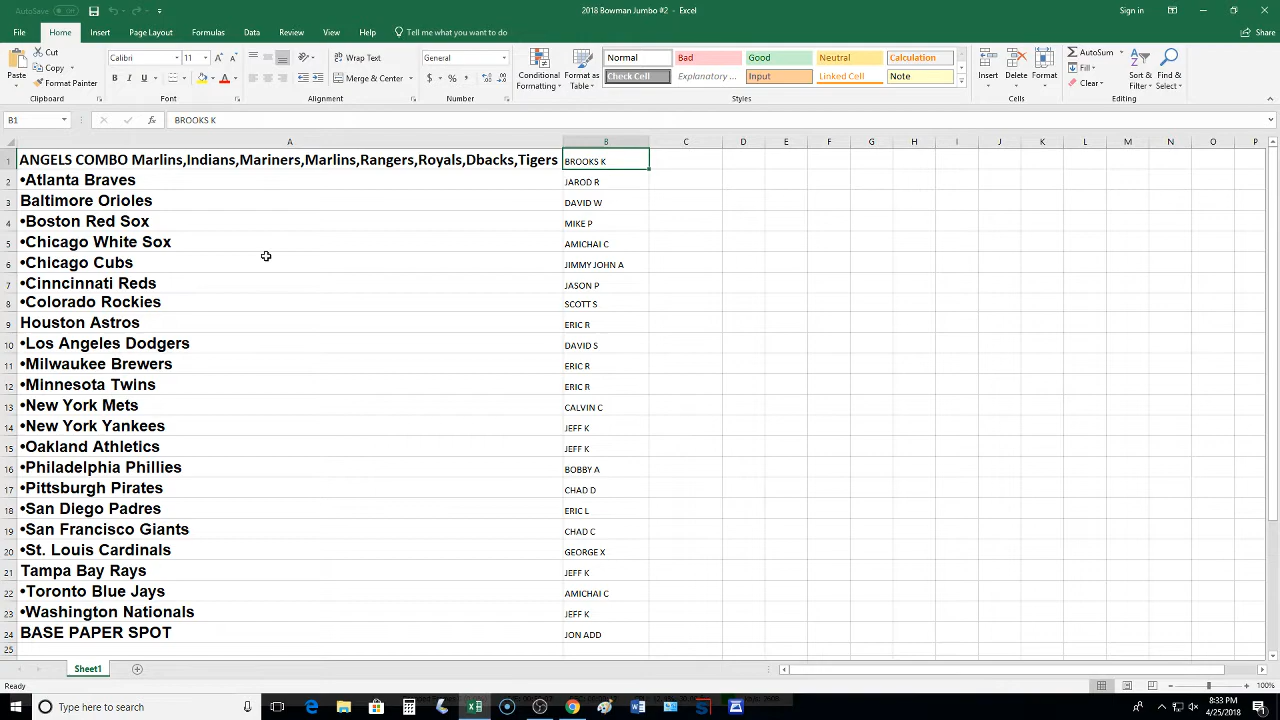 AutoSave
2018 Bowman Jumbo #2 - Excel
Sign in
File Home Insert Page Layout Formulas Data Review View Help Tell me what you want to do Share
Paste
Cut
Copy
Format Painter
Clipboard
Calibri 11
B I U
Font
Wrap Text
Merge & Center
Alignment
General
$ % ,
Number
Conditional Formatting
Format as Table
Normal Bad Good Neutral Calculation
Check Cell Explanatory ... Input Linked Cell Note
Styles
Insert Delete Format
Cells
AutoSum
Fill
Clear
Sort & Filter
Find & Select
Editing
B1 fx BROOKS K
A B C D E F G H I J K L M N O P
1 ANGELS COMBO Marlins,Indians,Mariners,Marlins,Rangers,Royals,Dbacks,Tigers BROOKS K
2 •Atlanta Braves JAROD R
3 Baltimore Orioles DAVID W
4 •Boston Red Sox MIKE P
5 •Chicago White Sox AMICHAI C
6 •Chicago Cubs JIMMY JOHN A
7 •Cinncinnati Reds JASON P
8 •Colorado Rockies SCOTT S
9 Houston Astros ERIC R
10 •Los Angeles Dodgers DAVID S
11 •Milwaukee Brewers ERIC R
12 •Minnesota Twins ERIC R
13 •New York Mets CALVIN C
14 •New York Yankees JEFF K
15 •Oakland Athletics JEFF K
16 •Philadelphia Phillies BOBBY A
17 •Pittsburgh Pirates CHAD D
18 •San Diego Padres ERIC L
19 •San Francisco Giants CHAD C
20 •St. Louis Cardinals GEORGE X
21 Tampa Bay Rays JEFF K
22 •Toronto Blue Jays AMICHAI C
23 •Washington Nationals JEFF K
24 BASE PAPER SPOT JON ADD
25
Sheet1
Ready
100%
Type here to search
8:33 PM
4/25/2018